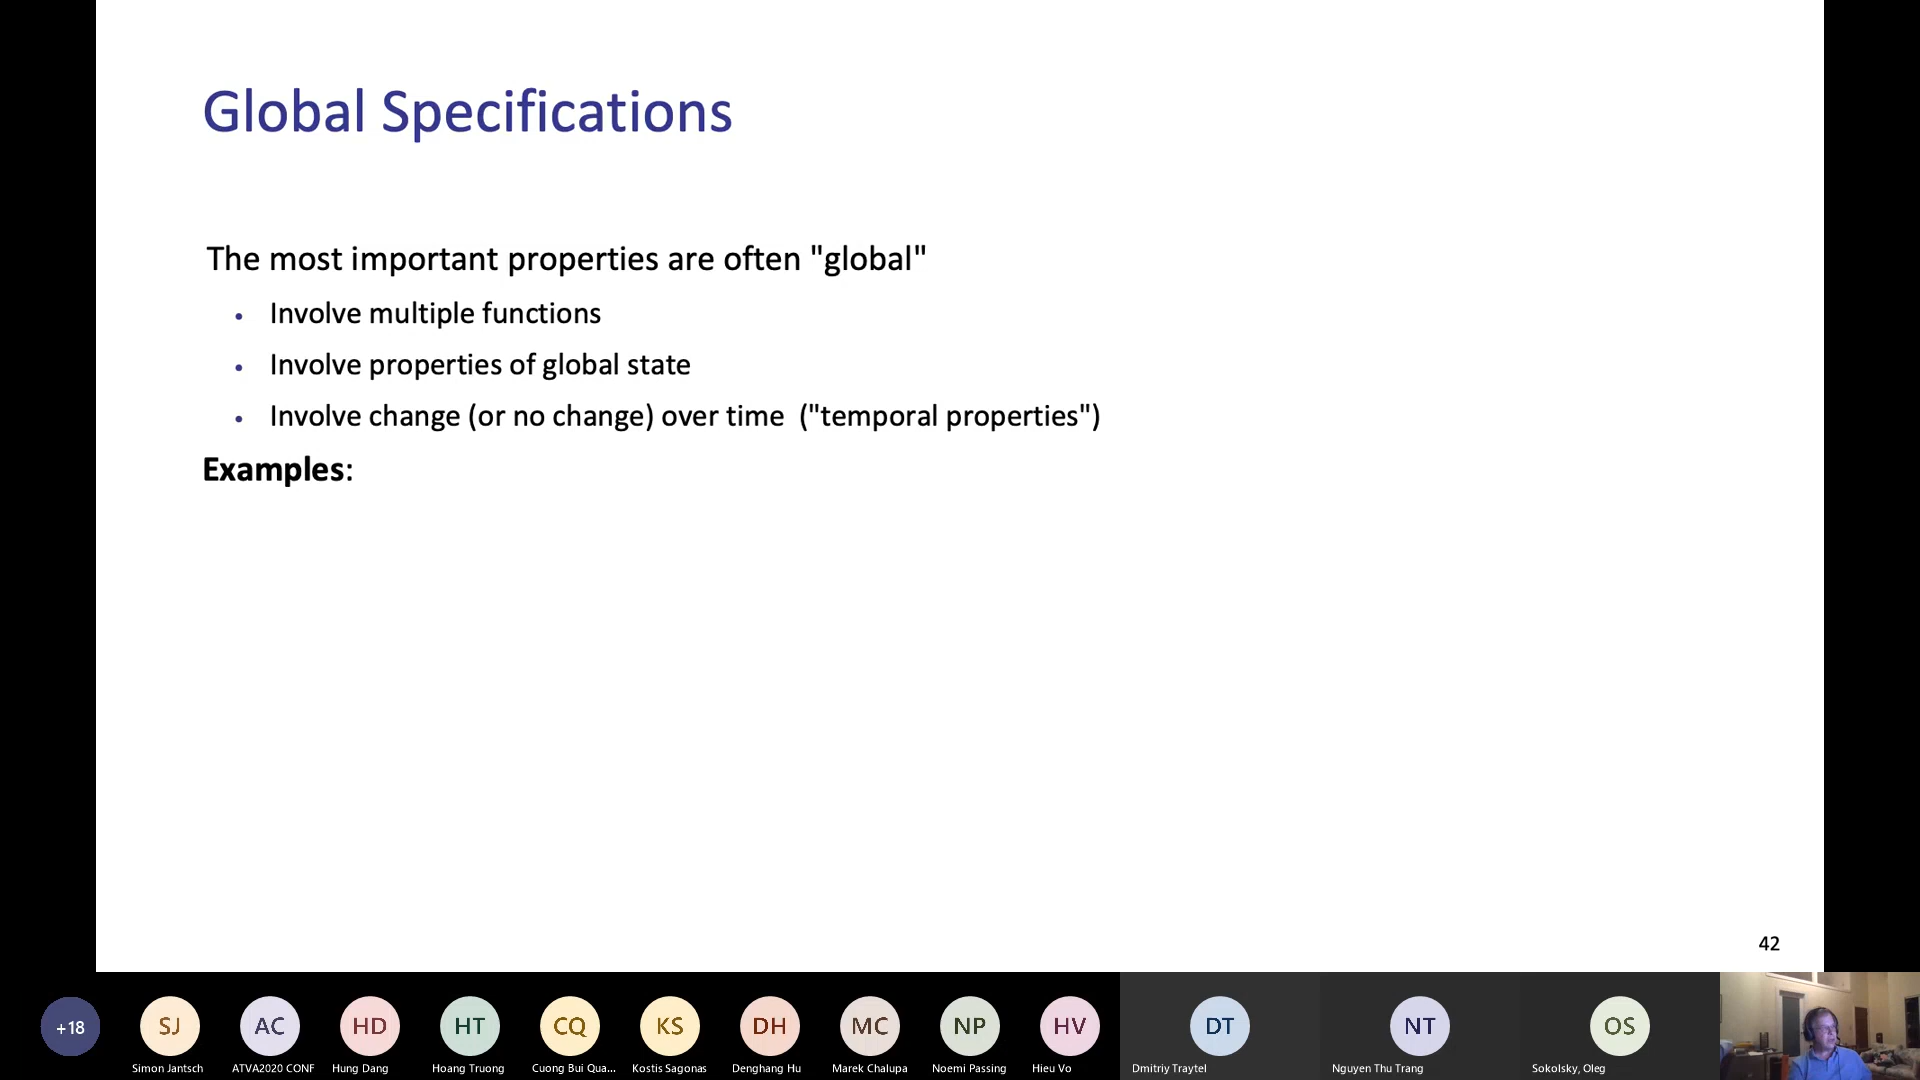 Global Specifications
The most important properties are often "global"
• Involve multiple functions
• Involve properties of global state
• Involve change (or no change) over time ("temporal properties")
Examples:
42
+18 SJ AC HD HT CQ KS DH MC NP HV DT NT OS
Simon Jantsch ATVA2020 CONF Hung Dang Hoang Truong Cuong Bui Qua... Kostis Sagonas Denghang Hu Marek Chalupa Noemi Passing Hieu Vo Dmitriy Traytel Nguyen Thu Trang Sokolsky, Oleg